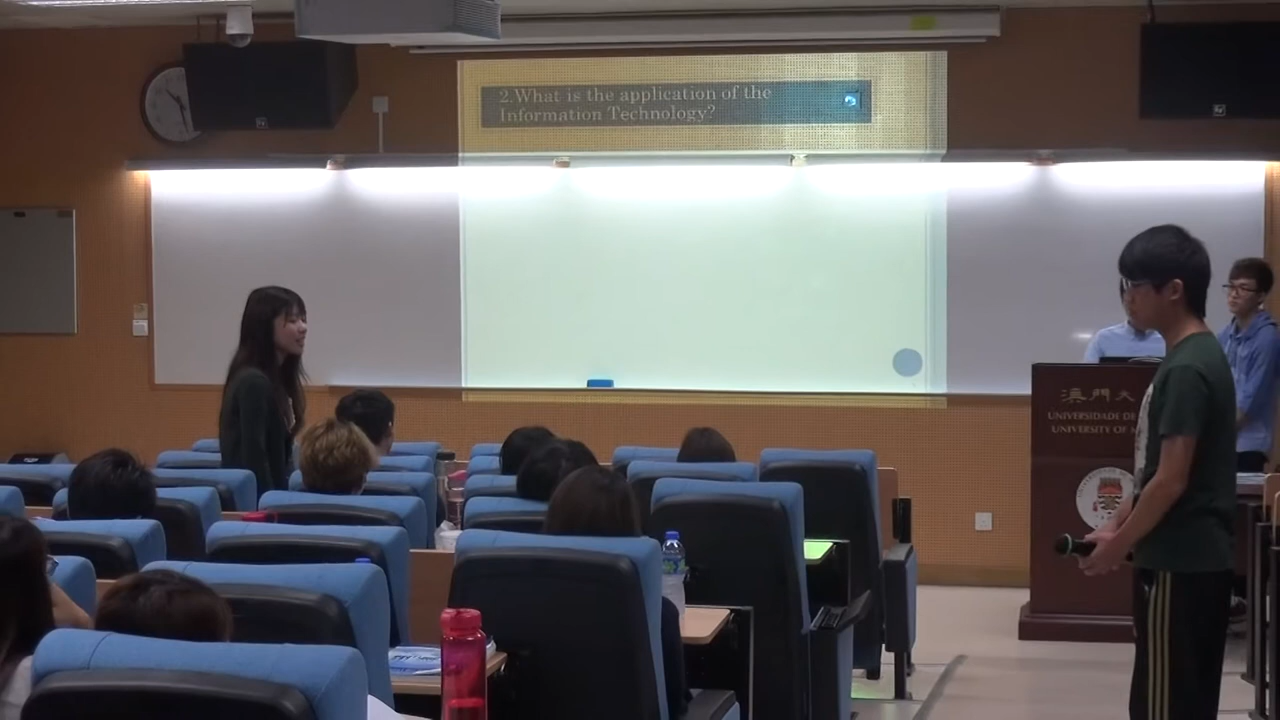 2.What is the application of the
Information Technology?
澳門大
UNIVERSIDADE DE
UNIVERSITY OF